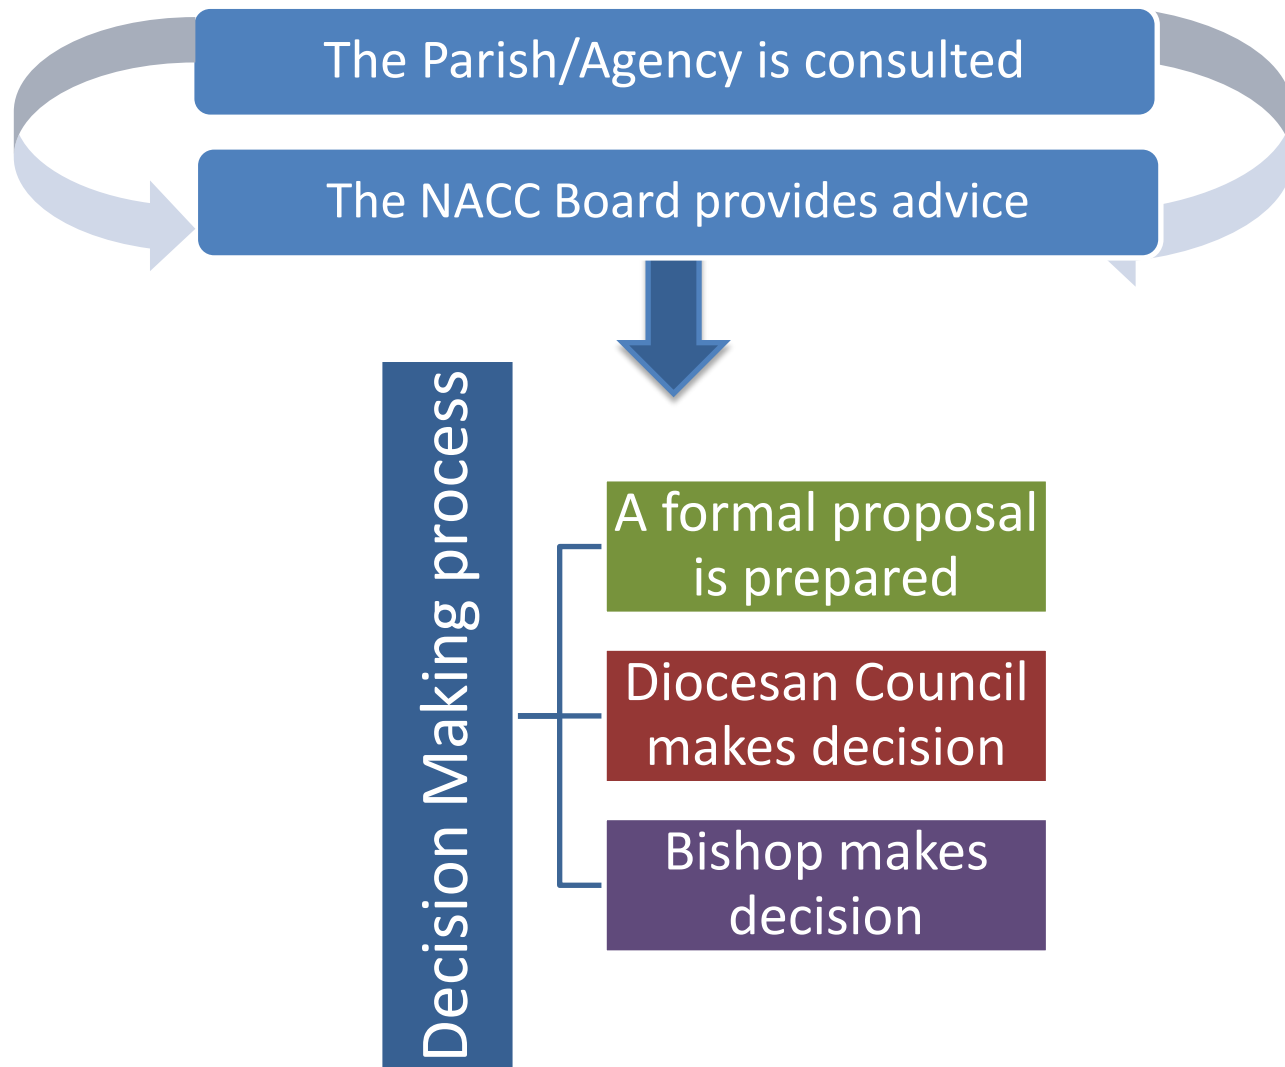 The Parish/Agency is consulted
The NACC Board provides advice
Decision Making process
A formal proposal
is prepared
Diocesan Council
makes decision
Bishop makes
decision